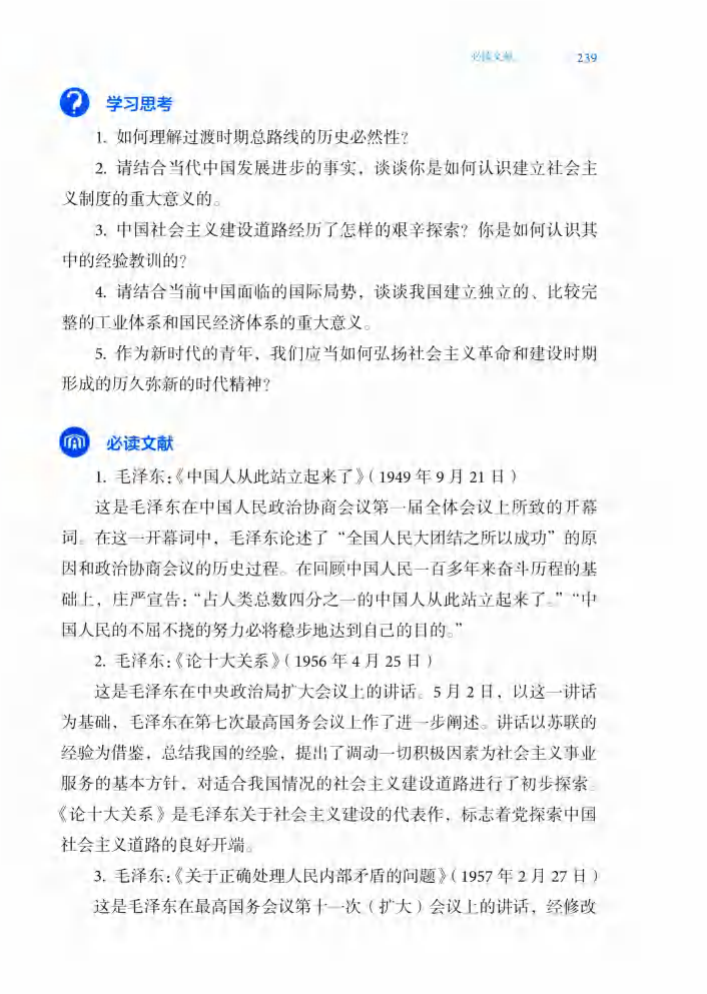 必读文献 239
学习思考
1. 如何理解过渡时期总路线的历史必然性？
2. 请结合当代中国发展进步的事实，谈谈你是如何认识建立社会主
义制度的重大意义的。
3. 中国社会主义建设道路经历了怎样的艰辛探索？你是如何认识其
中的经验教训的？
4. 请结合当前中国面临的国际局势，谈谈我国建立独立的、比较完
整的工业体系和国民经济体系的重大意义。
5. 作为新时代的青年，我们应当如何弘扬社会主义革命和建设时期
形成的历久弥新的时代精神？
必读文献
1. 毛泽东：《中国人从此站立起来了》（1949 年 9 月 21 日）
这是毛泽东在中国人民政治协商会议第一届全体会议上所致的开幕
词。在这一开幕词中，毛泽东论述了“全国人民大团结之所以成功”的原
因和政治协商会议的历史过程。在回顾中国人民一百多年来奋斗历程的基
础上，庄严宣告：“占人类总数四分之一的中国人从此站立起来了。”“中
国人民的不屈不挠的努力必将稳步地达到自己的目的。”
2. 毛泽东：《论十大关系》（1956 年 4 月 25 日）
这是毛泽东在中央政治局扩大会议上的讲话。5 月 2 日，以这一讲话
为基础，毛泽东在第七次最高国务会议上作了进一步阐述。讲话以苏联的
经验为借鉴，总结我国的经验，提出了调动一切积极因素为社会主义事业
服务的基本方针，对适合我国情况的社会主义建设道路进行了初步探索。
《论十大关系》是毛泽东关于社会主义建设的代表作，标志着党探索中国
社会主义道路的良好开端。
3. 毛泽东：《关于正确处理人民内部矛盾的问题》（1957 年 2 月 27 日）
这是毛泽东在最高国务会议第十一次（扩大）会议上的讲话，经修改